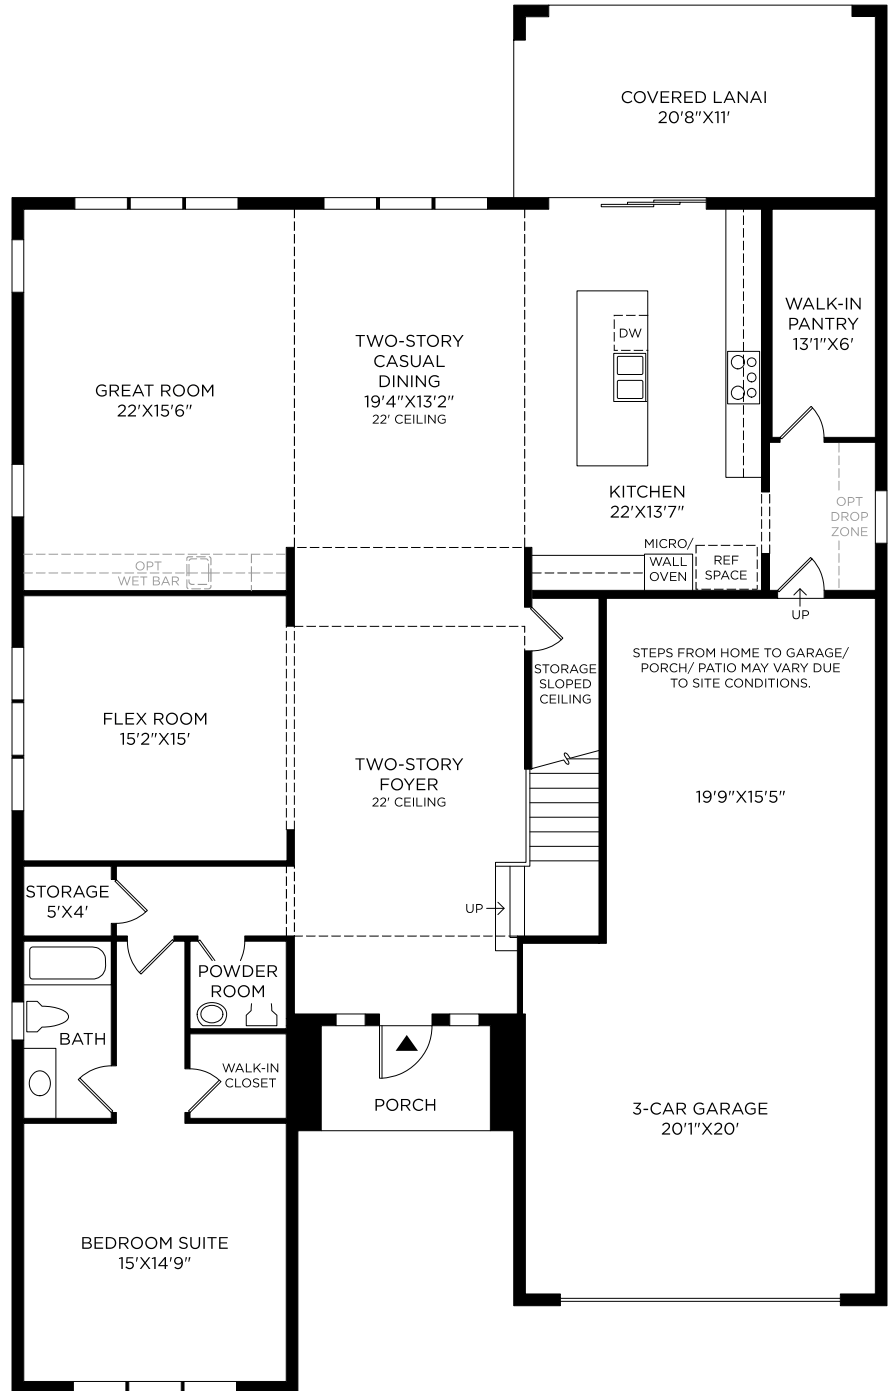 COVERED LANAI
20'8"X11'
WALK-IN
PANTRY
13'1"X6'
TWO-STORY
CASUAL
DINING
19'4"X13'2"
22' CEILING
DW
GREAT ROOM
22'X15'6"
KITCHEN
22'X13'7"
OPT
DROP
ZONE
MICRO/
WALL
OVEN
REF
SPACE
OPT
WET BAR
UP
STEPS FROM HOME TO GARAGE/
PORCH/ PATIO MAY VARY DUE
TO SITE CONDITIONS.
STORAGE
SLOPED
CEILING
FLEX ROOM
15'2"X15'
TWO-STORY
FOYER
22' CEILING
19'9"X15'5"
STORAGE
5'X4'
UP
POWDER
ROOM
BATH
WALK-IN
CLOSET
PORCH
3-CAR GARAGE
20'1"X20'
BEDROOM SUITE
15'X14'9"